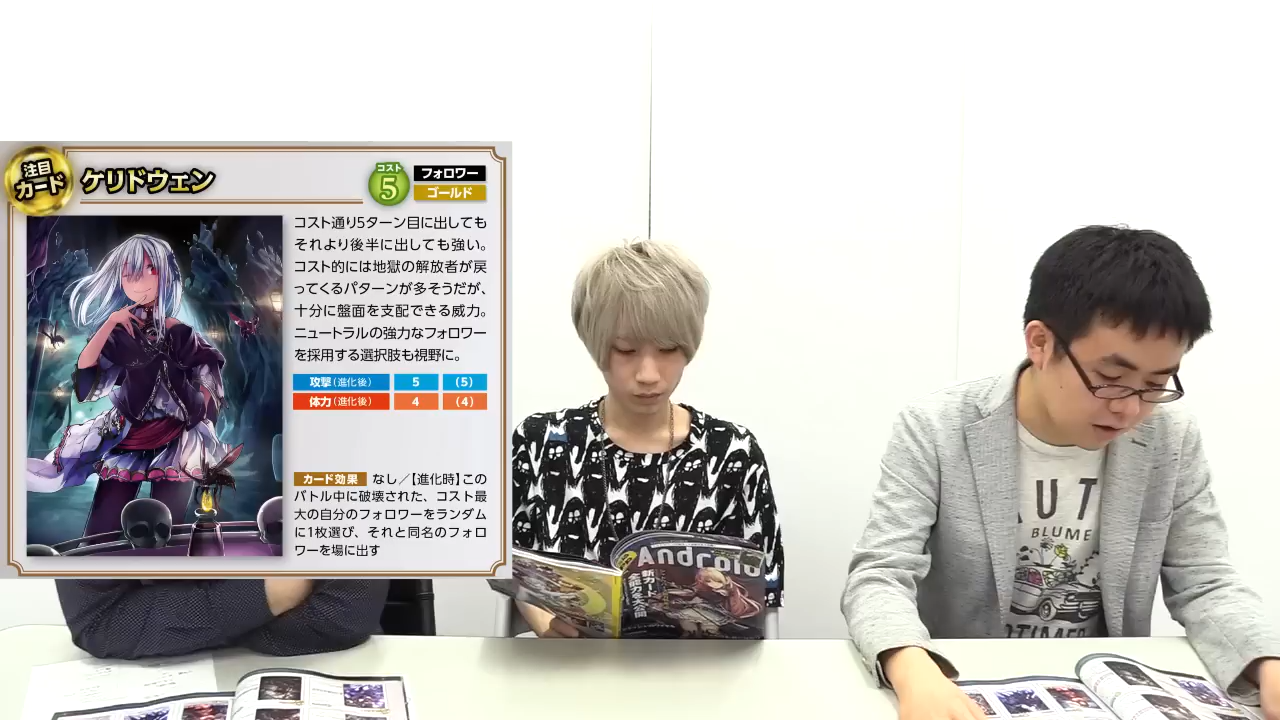 注目
カード
ケリドウェン
コスト
5
フォロワー
ゴールド
コスト通り5ターン目に出しても
それより後半に出しても強い。
コスト的には地獄の解放者が戻
ってくるパターンが多そうだが、
十分に盤面を支配できる威力。
ニュートラルの強力なフォロワー
を採用する選択肢も視野に。
攻撃(進化後) 5 (5)
体力(進化後) 4 (4)
カード効果 なし/【進化時】この
バトル中に破壊された、コスト最
大の自分のフォロワーをランダム
に1枚選び、それと同名のフォロ
ワーを場に出す
Android
新カード
全能力を大公開
AUT
BLUME
OTIMER